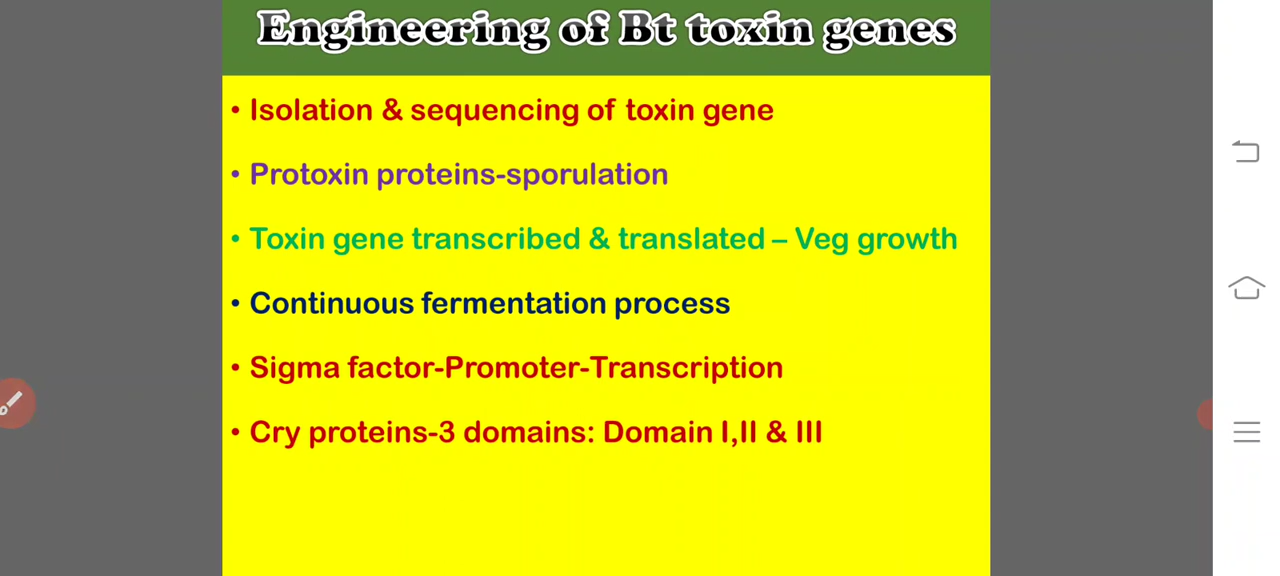 Engineering of Bt toxin genes
• Isolation & sequencing of toxin gene
• Protoxin proteins-sporulation
• Toxin gene transcribed & translated – Veg growth
• Continuous fermentation process
• Sigma factor-Promoter-Transcription
• Cry proteins-3 domains: Domain I,II & III